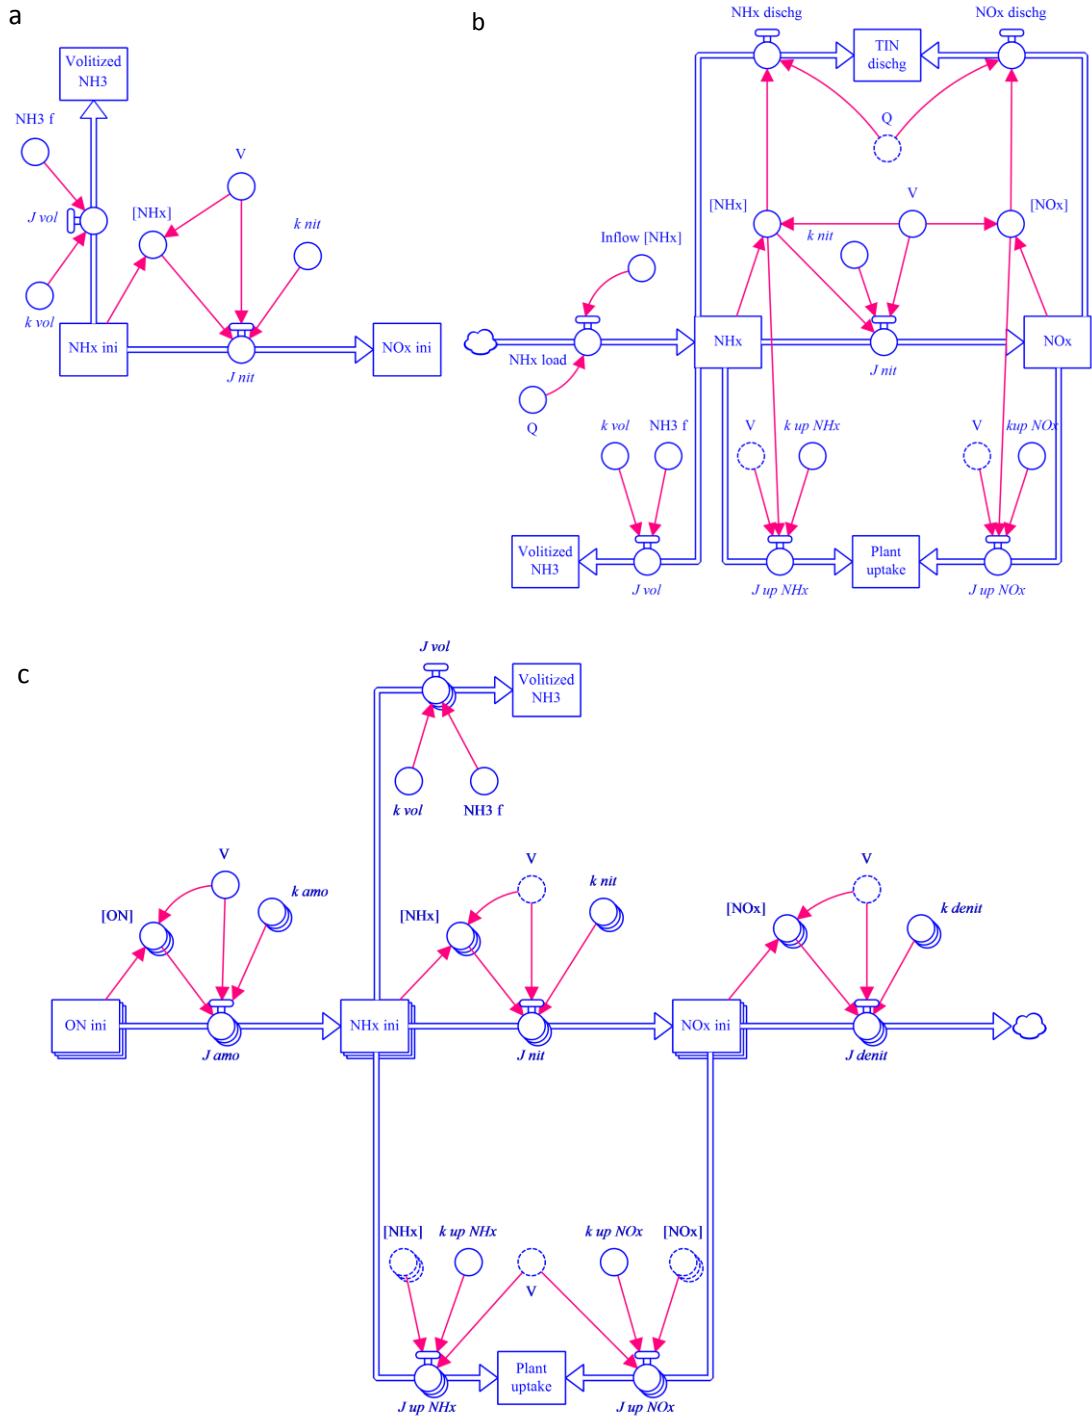 a
Volitized
NH3
NH3 f
V
J vol
[NHx]
k nit
k vol
NHx ini
NOx ini
J nit
b
NHx dischg
NOx dischg
TIN
dischg
Q
[NHx]
V
[NOx]
k nit
Inflow [NHx]
NHx
NOx
NHx load
J nit
Q
k vol
NH3 f
V
k up NHx
V
kup NOx
Volitized
NH3
Plant
uptake
J vol
J up NHx
J up NOx
c
J vol
Volitized
NH3
k vol
NH3 f
V
k amo
[ON]
V
k nit
[NHx]
V
k denit
[NOx]
ON ini
NHx ini
NOx ini
J amo
J nit
J denit
[NHx]
k up NHx
k up NOx
[NOx]
V
Plant
uptake
J up NHx
J up NOx